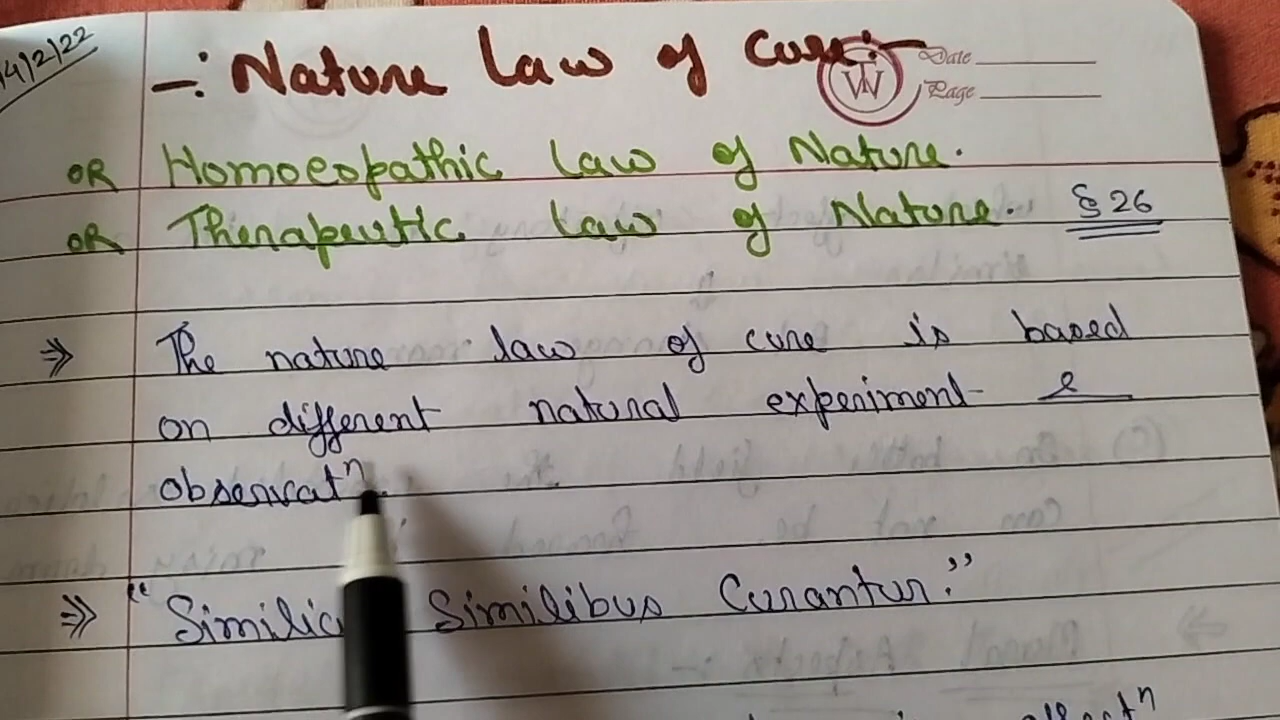 14/2/22
-: Nature Law of Cure:-
Date
Page
OR Homoeopathic Law of Nature.
OR Therapeutic Law of Nature. § 26
⇒ The nature law of cure is based
on different natural experiment &
observatⁿ.
⇒ "Similia Similibus Curantur."